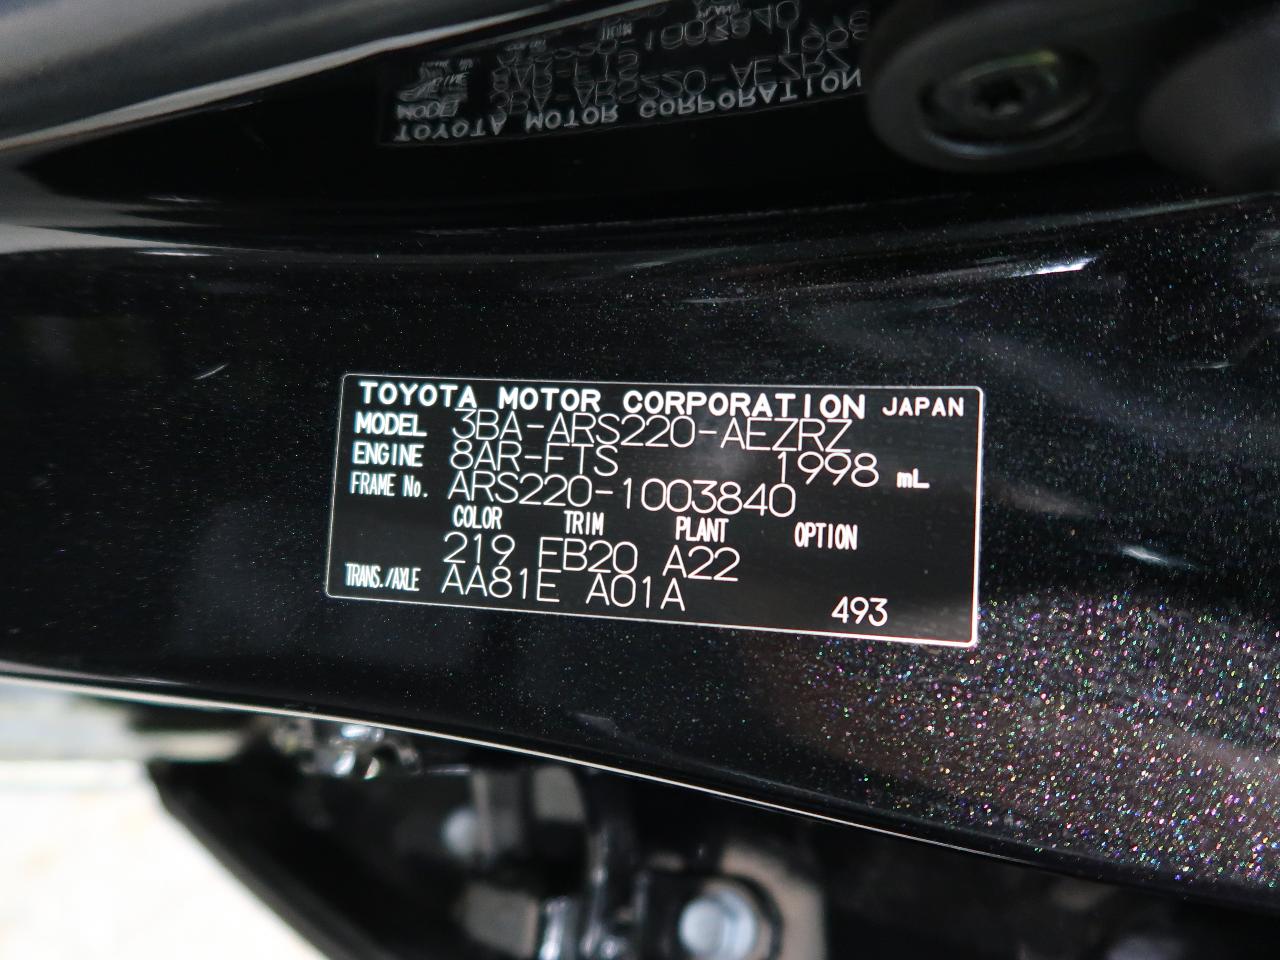 TOYOTA MOTOR CORPORATION JAPAN
MODEL 3BA-ARS220-AEZRZ
ENGINE 8AR-FTS 1998 mL
FRAME No. ARS220-1003840
COLOR TRIM PLANT OPTION
219 EB20 A22
TRANS./AXLE AA81E A01A
493